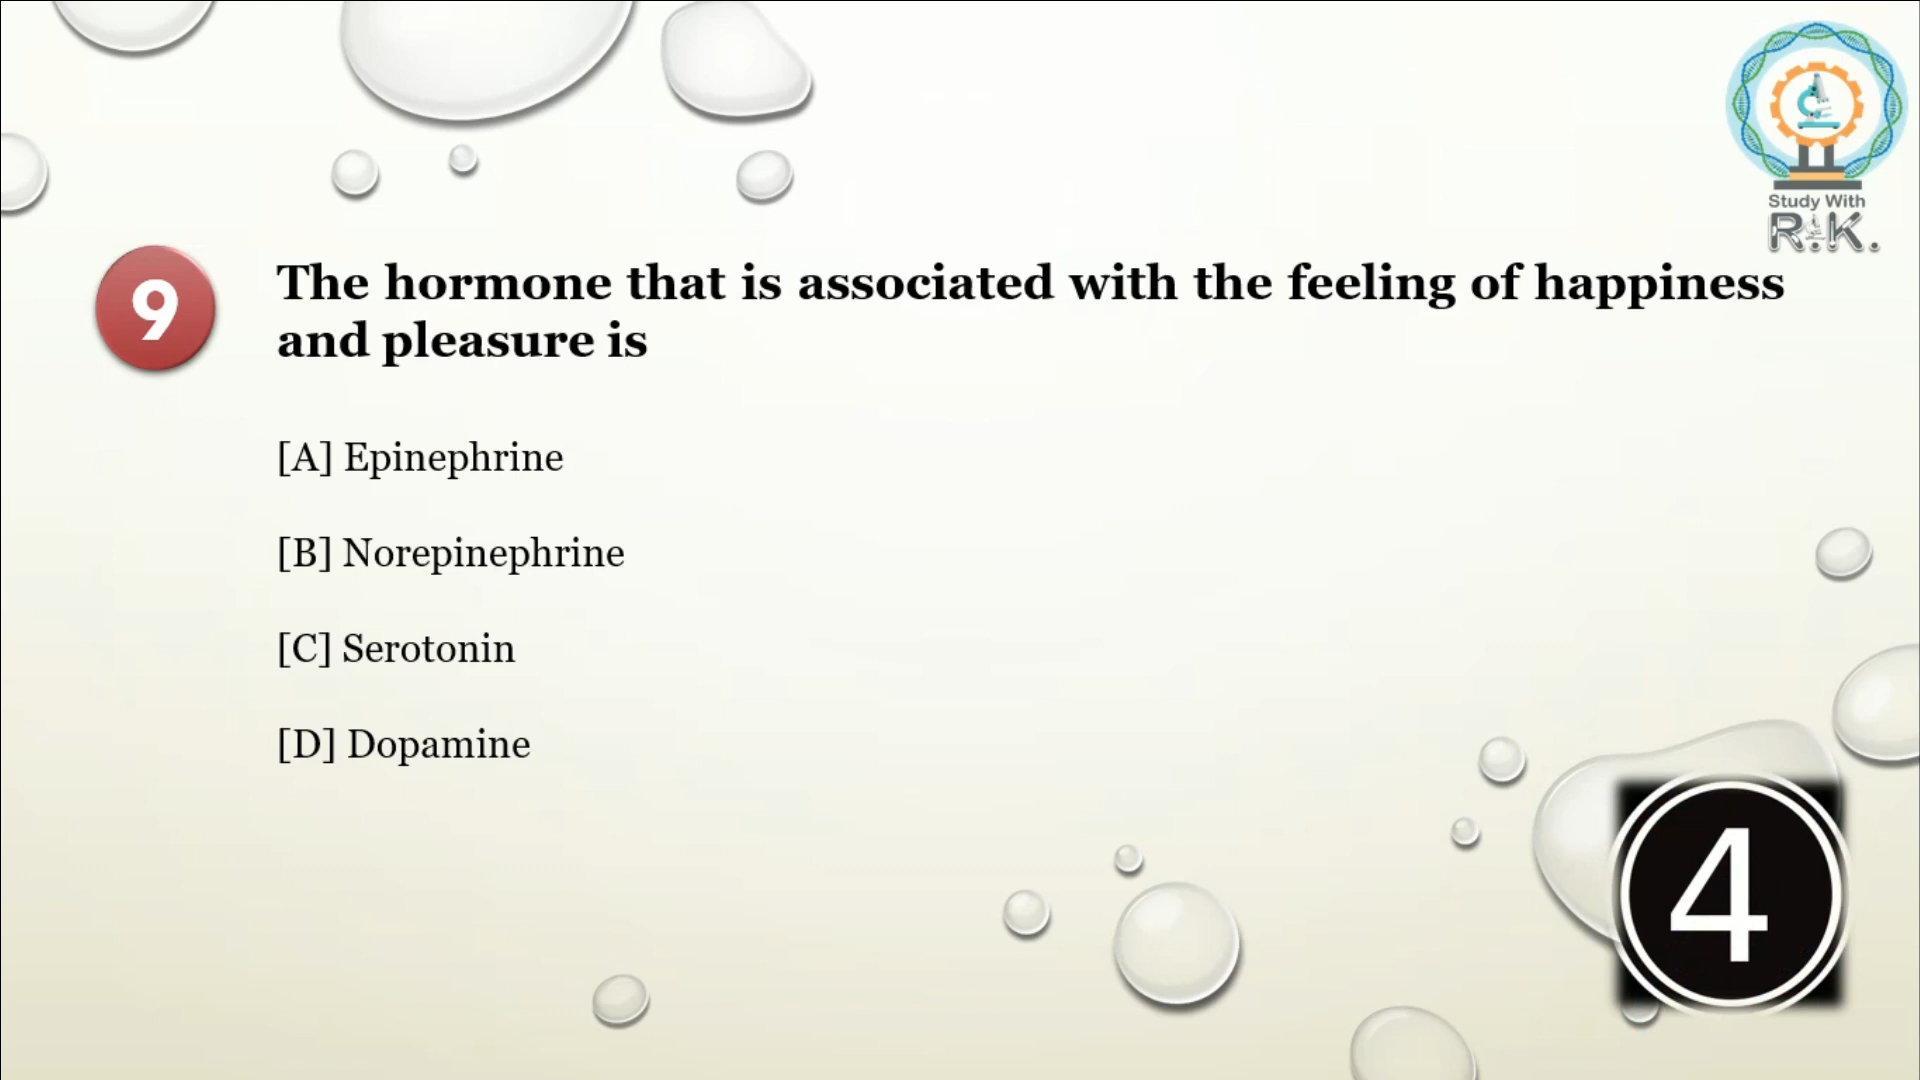 Study With
R.K.
9
The hormone that is associated with the feeling of happiness
and pleasure is
[A] Epinephrine
[B] Norepinephrine
[C] Serotonin
[D] Dopamine
4